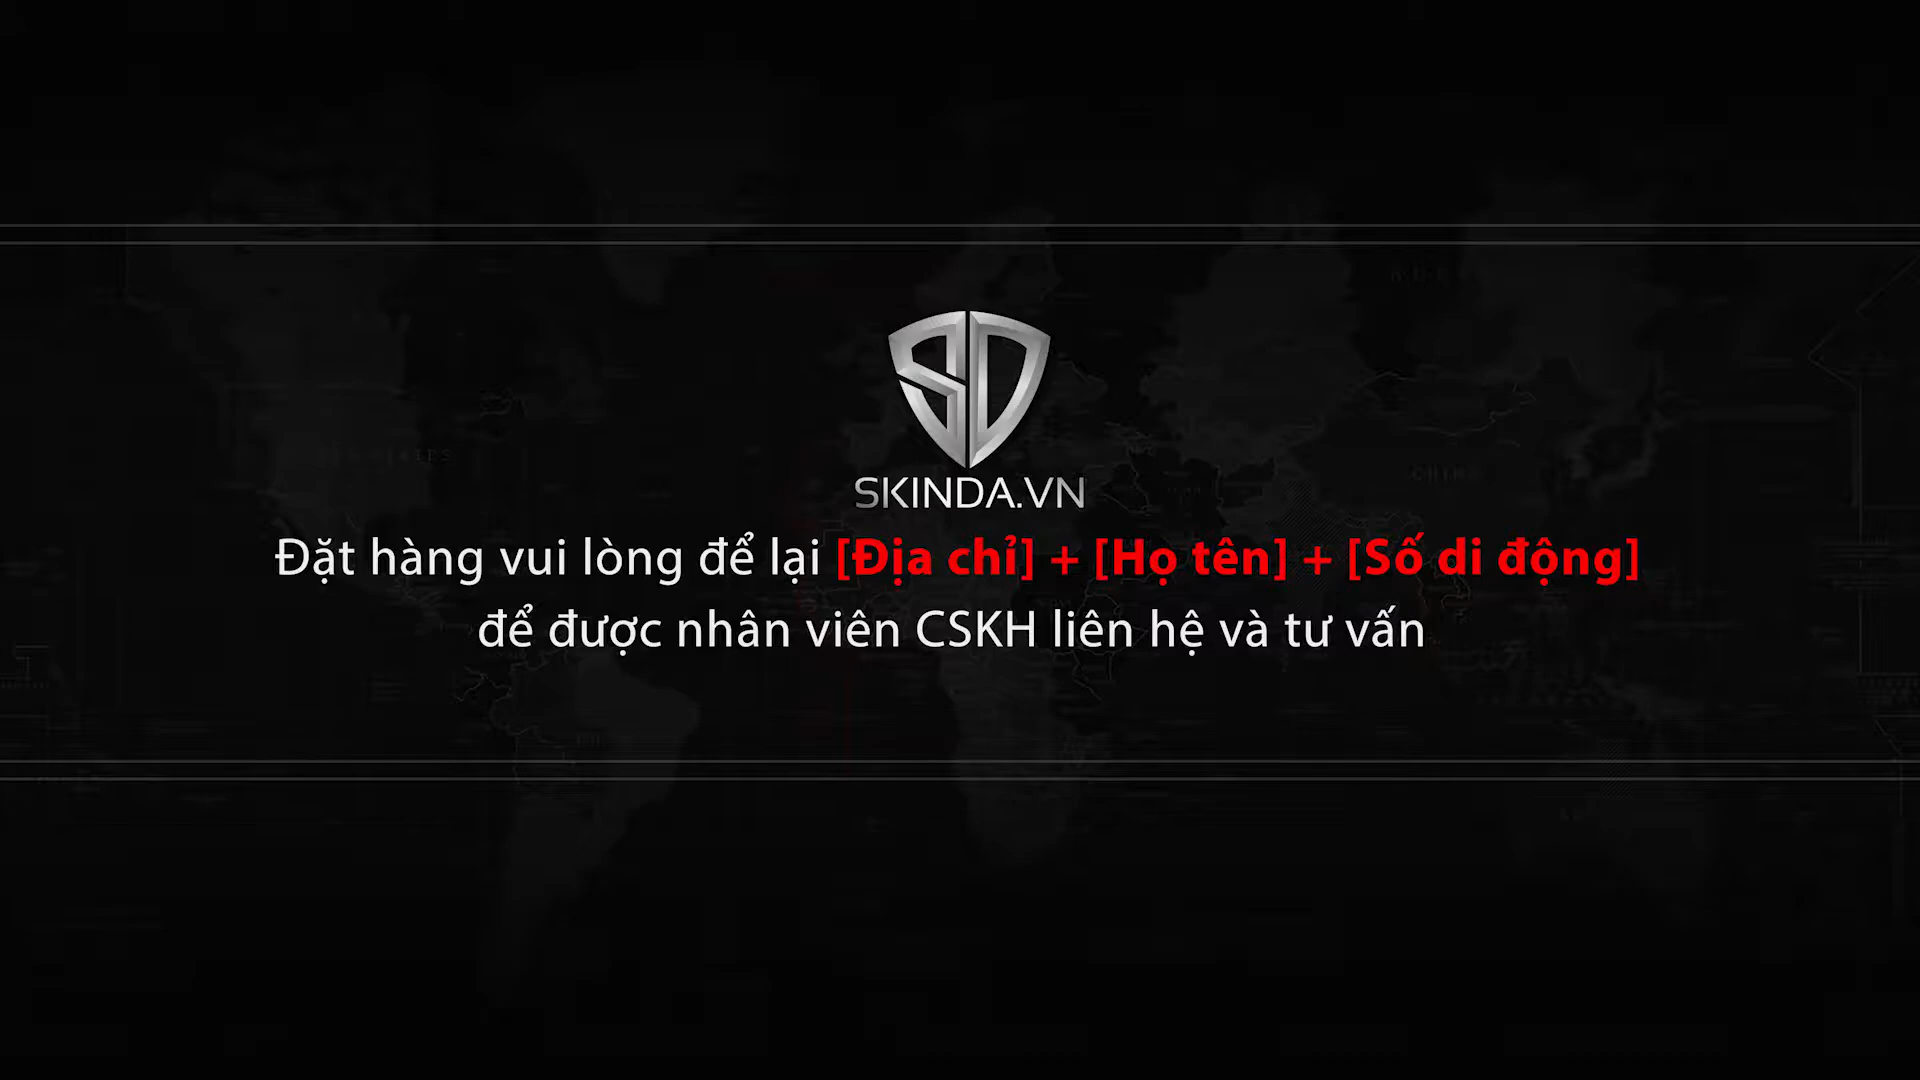 SD
SKINDA.VN
Đặt hàng vui lòng để lại [Địa chỉ] + [Họ tên] + [Số di động]
để được nhân viên CSKH liên hệ và tư vấn